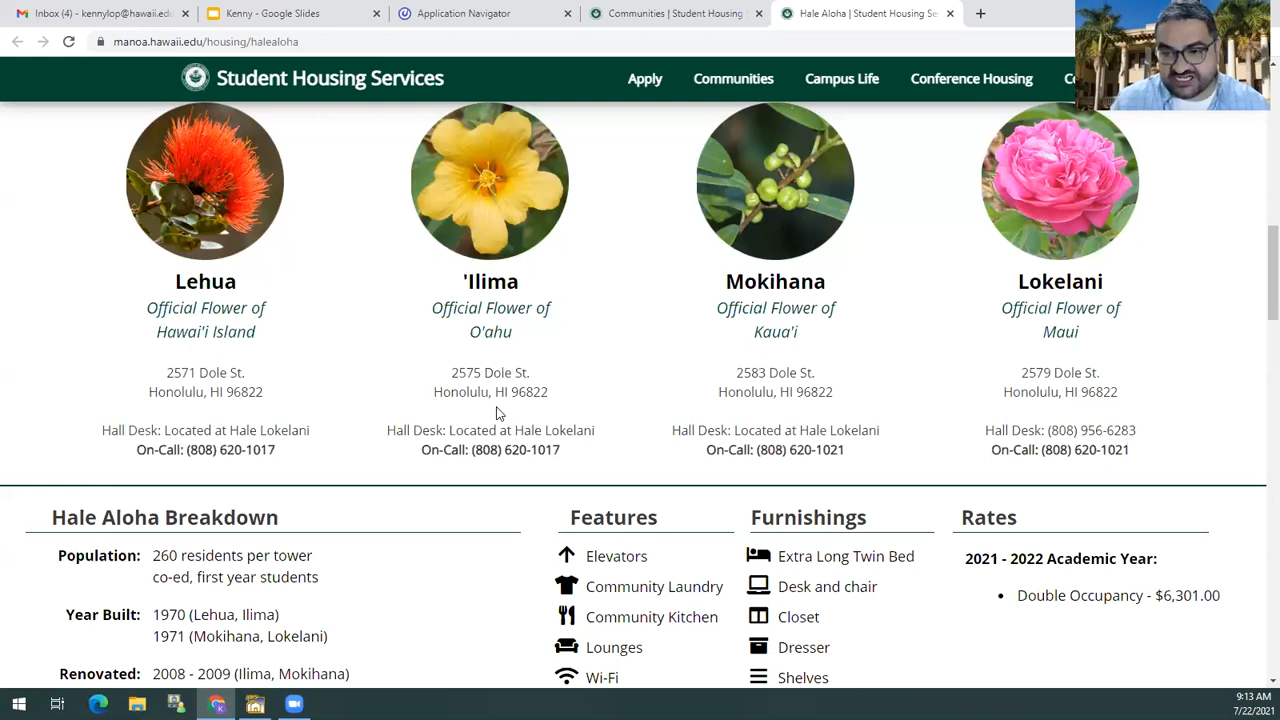 Inbox (4) - kennylop@hawaii.edu
Kenny - Google Slides
Application Navigator
Communities | Student Housing S
Hale Aloha | Student Housing Se
manoa.hawaii.edu/housing/halealoha
Student Housing Services
Apply
Communities
Campus Life
Conference Housing
Lehua
Official Flower of
Hawai'i Island
2571 Dole St.
Honolulu, HI 96822
Hall Desk: Located at Hale Lokelani
On-Call: (808) 620-1017
'Ilima
Official Flower of
O'ahu
2575 Dole St.
Honolulu, HI 96822
Hall Desk: Located at Hale Lokelani
On-Call: (808) 620-1017
Mokihana
Official Flower of
Kaua'i
2583 Dole St.
Honolulu, HI 96822
Hall Desk: Located at Hale Lokelani
On-Call: (808) 620-1021
Lokelani
Official Flower of
Maui
2579 Dole St.
Honolulu, HI 96822
Hall Desk: (808) 956-6283
On-Call: (808) 620-1021
Hale Aloha Breakdown
Population: 260 residents per tower
co-ed, first year students
Year Built: 1970 (Lehua, Ilima)
1971 (Mokihana, Lokelani)
Renovated: 2008 - 2009 (Ilima, Mokihana)
Features
Elevators
Community Laundry
Community Kitchen
Lounges
Wi-Fi
Furnishings
Extra Long Twin Bed
Desk and chair
Closet
Dresser
Shelves
Rates
2021 - 2022 Academic Year:
• Double Occupancy - $6,301.00
9:13 AM
7/22/2021